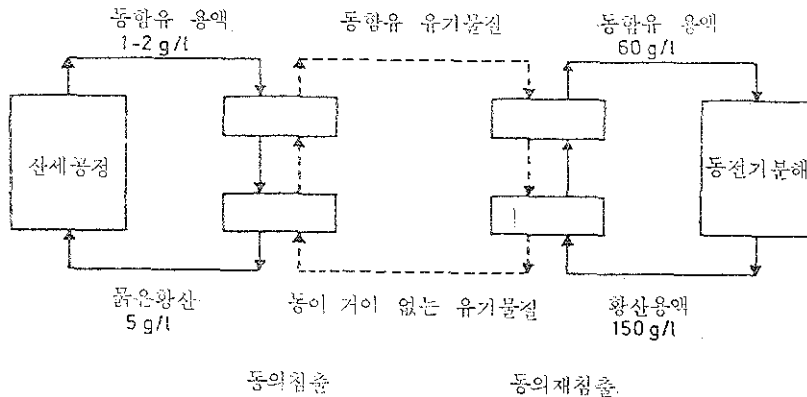 동함유 용액
1-2 g/l
동함유 유기물질
동함유 용액
60 g/l
산세공정
동전기분해
묽은황산
5 g/l
동이 거이 없는 유기물질
황산용액
150 g/l
동의침출
동의재침출